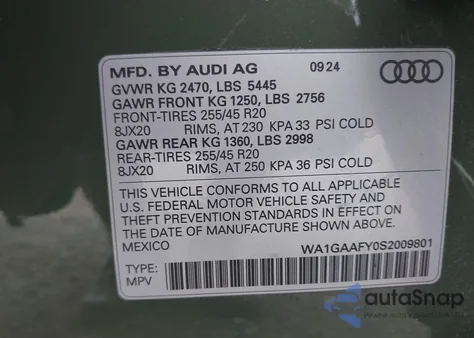 MFD. BY AUDI AG 09 24
GVWR KG 2470, LBS 5445
GAWR FRONT KG 1250, LBS 2756
FRONT-TIRES 255/45 R20
8JX20 RIMS, AT 230 KPA 33 PSI COLD
GAWR REAR KG 1360, LBS 2998
REAR-TIRES 255/45 R20
8JX20 RIMS, AT 250 KPA 36 PSI COLD
THIS VEHICLE CONFORMS TO ALL APPLICABLE
U.S. FEDERAL MOTOR VEHICLE SAFETY AND
THEFT PREVENTION STANDARDS IN EFFECT ON
THE DATE OF MANUFACTURE SHOWN ABOVE.
MEXICO WA1GAAFY0S2009801
TYPE:
MPV
autoSnap